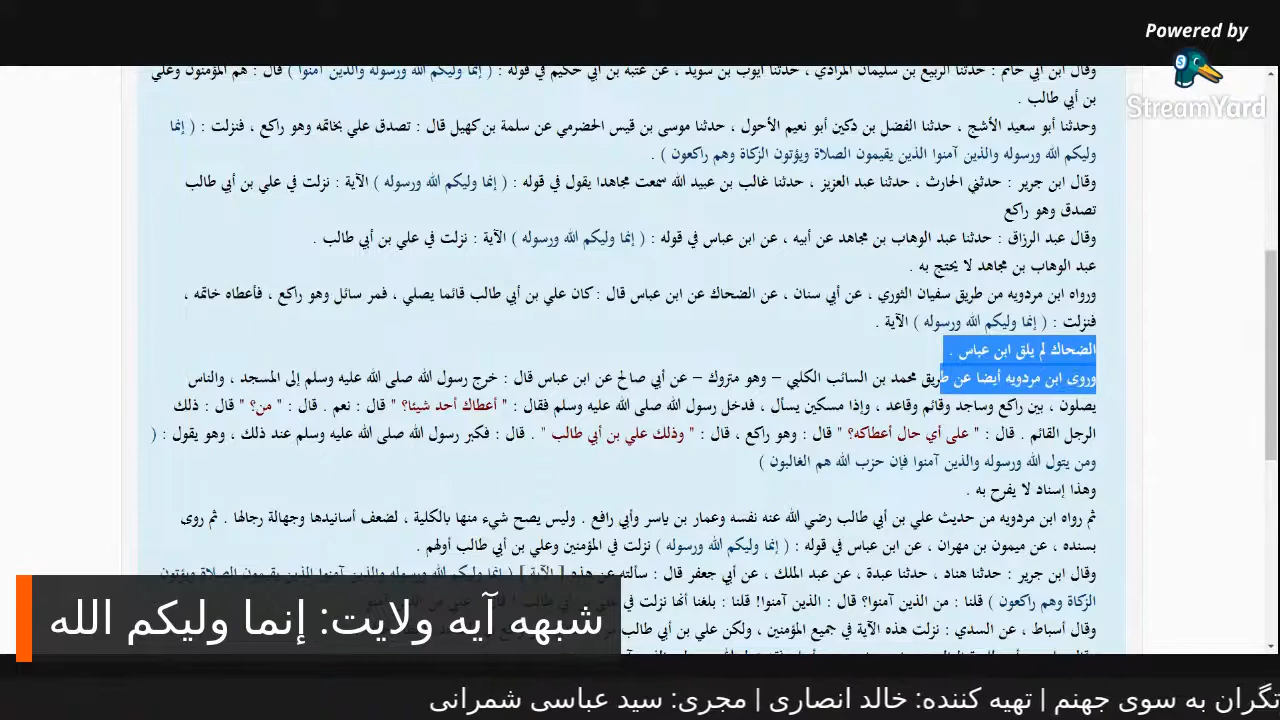 Powered by
StreamYard
وقال ابن أبي حاتم : حدثنا الربيع بن سليمان المرادي ، حدثنا أيوب بن سويد ، عن عتبة بن أبي حكيم في قوله : ( إنما وليكم الله ورسوله والذين آمنوا ) قال : هم المؤمنون وعلي
بن أبي طالب .
وحدثنا أبو سعيد الأشج ، حدثنا الفضل بن دكين أبو نعيم الأحول ، حدثنا موسى بن قيس الحضرمي عن سلمة بن كهيل قال : تصدق علي بخاتمه وهو راكع ، فنزلت : ( إنما
وليكم الله ورسوله والذين آمنوا الذين يقيمون الصلاة ويؤتون الزكاة وهم راكعون ) .
وقال ابن جرير : حدثني الحارث ، حدثنا عبد العزيز ، حدثنا غالب بن عبيد الله سمعت مجاهدا يقول في قوله : ( إنما وليكم الله ورسوله ) الآية : نزلت في علي بن أبي طالب
تصدق وهو راكع
وقال عبد الرزاق : حدثنا عبد الوهاب بن مجاهد عن أبيه ، عن ابن عباس في قوله : ( إنما وليكم الله ورسوله ) الآية : نزلت في علي بن أبي طالب .
عبد الوهاب بن مجاهد لا يحتج به .
ورواه ابن مردويه من طريق سفيان الثوري ، عن أبي سنان ، عن الضحاك عن ابن عباس قال : كان علي بن أبي طالب قائما يصلي ، فمر سائل وهو راكع ، فأعطاه خاتمه ،
فنزلت : ( إنما وليكم الله ورسوله ) الآية .
الضحاك لم يلق ابن عباس .
وروى ابن مردويه أيضا عن طريق محمد بن السائب الكلبي – وهو متروك – عن أبي صالح عن ابن عباس قال : خرج رسول الله صلى الله عليه وسلم إلى المسجد ، والناس
يصلون ، بين راكع وساجد وقائم وقاعد ، وإذا مسكين يسأل ، فدخل رسول الله صلى الله عليه وسلم فقال : " أعطاك أحد شيئا؟ " قال : نعم . قال : " من؟ " قال : ذلك
الرجل القائم . قال : " على أي حال أعطاكه؟ " قال : وهو راكع ، قال : " وذلك علي بن أبي طالب " . قال : فكبر رسول الله صلى الله عليه وسلم عند ذلك ، وهو يقول : (
ومن يتول الله ورسوله والذين آمنوا فإن حزب الله هم الغالبون )
وهذا إسناد لا يفرح به .
ثم رواه ابن مردويه من حديث علي بن أبي طالب رضي الله عنه نفسه وعمار بن ياسر وأبي رافع . وليس يصح شيء منها بالكلية ، لضعف أسانيدها وجهالة رجالها . ثم روى
بسنده ، عن ميمون بن مهران ، عن ابن عباس في قوله : ( إنما وليكم الله ورسوله ) نزلت في المؤمنين وعلي بن أبي طالب أولهم .
وقال ابن جرير : حدثنا هناد ، حدثنا عبدة ، عن عبد الملك ، عن أبي جعفر قال : سألته عن هذه [ الآية ] ( إنما وليكم الله ورسوله والذين آمنوا الذين يقيمون الصلاة ويؤتون
الزكاة وهم راكعون ) قلنا : من الذين آمنوا؟ قال : الذين آمنوا! قلنا : بلغنا أنها نزلت في علي بن أبي طالب
وقال أسباط ، عن السدي : نزلت هذه الآية في جميع المؤمنين ، ولكن علي بن أبي طالب
شبهه آیه ولایت: إنما وليكم الله
تگران به سوی جهنم | تهیه کننده: خالد انصاری | مجری: سید عباسی شمرانی